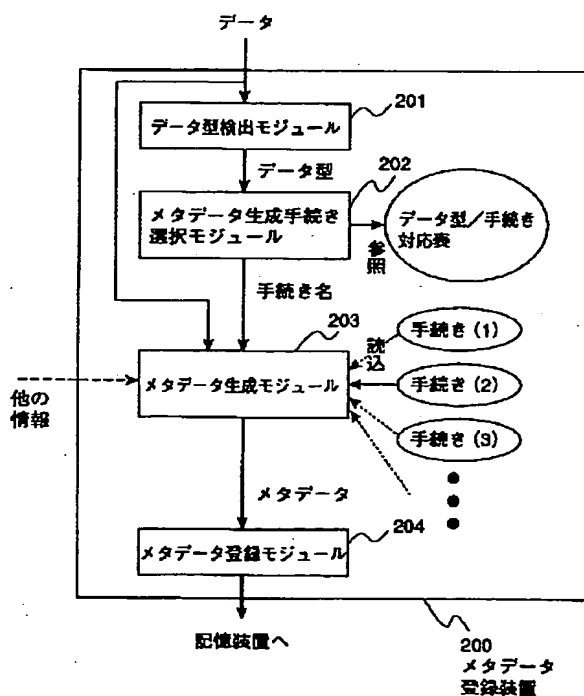 データ
201
データ型検出モジュール
データ型
202
メタデータ生成手続き
選択モジュール
データ型／手続き
対応表
参照
手続き名
203
読込
手続き (1)
メタデータ生成モジュール
手続き (2)
他の
情報
手続き (3)
メタデータ
204
メタデータ登録モジュール
記憶装置へ
200
メタデータ
登録装置